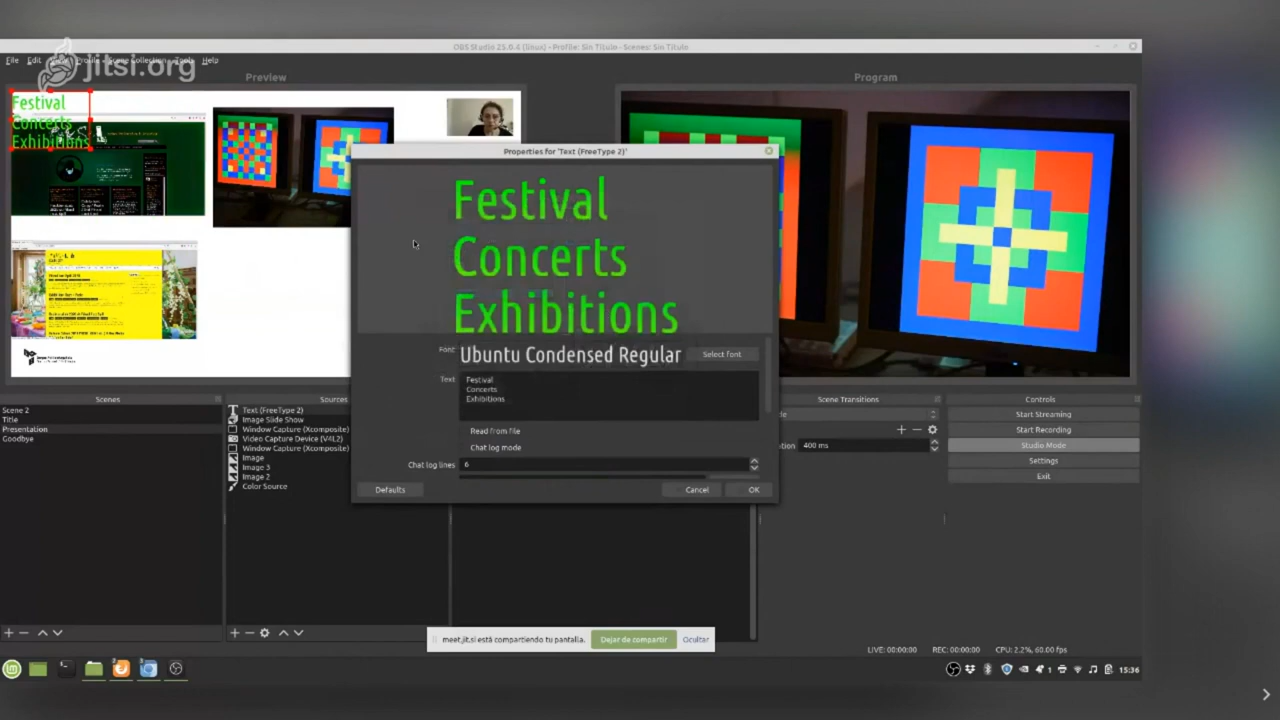 OBS Studio 25.0.4 (linux) - Profile: Sin Título - Scenes: Sin Título
File Edit Scene Collection Tools Help
jitsi.org
Preview
Program
Festival
Concerts
Exhibitions
Properties for 'Text (FreeType 2)'
Festival
Concerts
Exhibitions
Font Ubuntu Condensed Regular Select font
Text Festival
Concerts
Exhibitions
Read from file
Chat log mode
Chat log lines 6
Defaults Cancel OK
Scenes
Scene 2
Title
Presentation
Goodbye
Sources
Text (FreeType 2)
Image Slide Show
Window Capture (Xcomposite)
Video Capture Device (V4L2)
Window Capture (Xcomposite)
Image
Image 3
Image 2
Color Source
Scene Transitions
400 ms
Controls
Start Streaming
Start Recording
Studio Mode
Settings
Exit
meet.jit.si está compartiendo tu pantalla. Dejar de compartir Ocultar
LIVE: 00:00:00 REC: 00:00:00 CPU: 2.2%, 60.00 fps
1 15:36